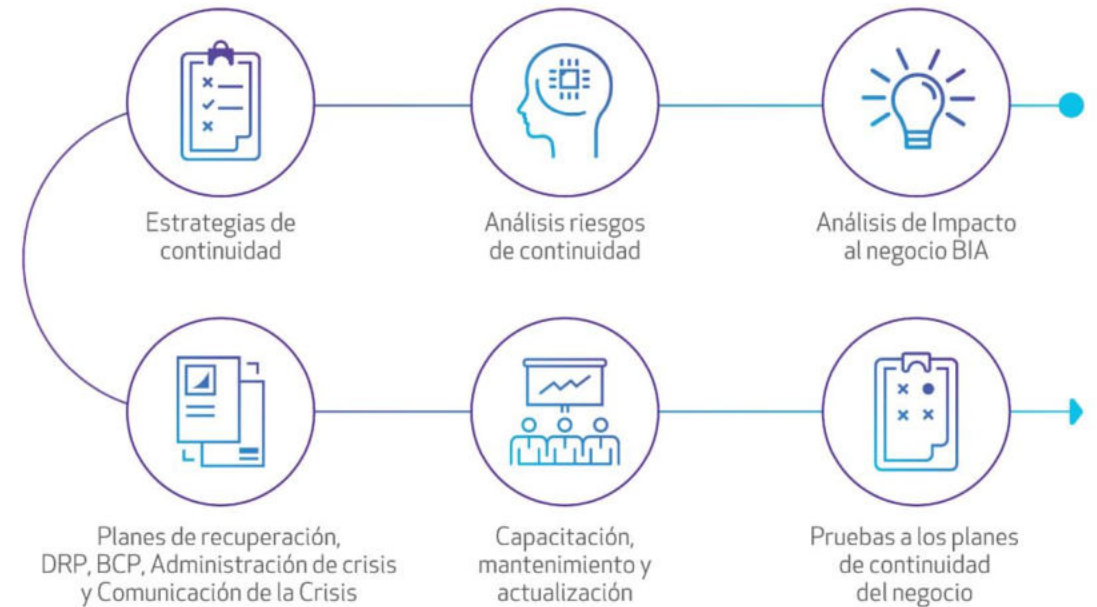 Estrategias de
continuidad
Análisis riesgos
de continuidad
Análisis de Impacto
al negocio BIA
Planes de recuperación,
DRP, BCP, Administración de crisis
y Comunicación de la Crisis
Capacitación,
mantenimiento y
actualización
Pruebas a los planes
de continuidad
del negocio